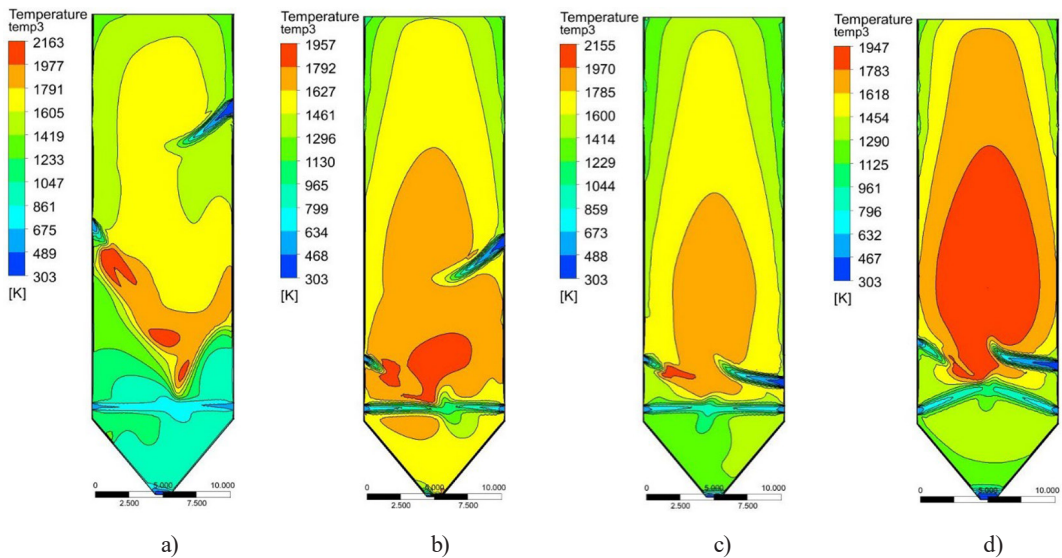 Temperature
temp3
2163
1977
1791
1605
1419
1233
1047
861
675
489
303
[K]
0 5.000 10.000
2.500 7.500
a)
Temperature
temp3
1957
1792
1627
1461
1296
1130
965
799
634
468
303
[K]
0 5.000 10.000
2.500 7.500
b)
Temperature
temp3
2155
1970
1785
1600
1414
1229
1044
859
673
488
303
[K]
0 5.000 10.000
2.500 7.500
c)
Temperature
temp3
1947
1783
1618
1454
1290
1125
961
796
632
467
303
[K]
0 5.000 10.000
2.500 7.500
d)